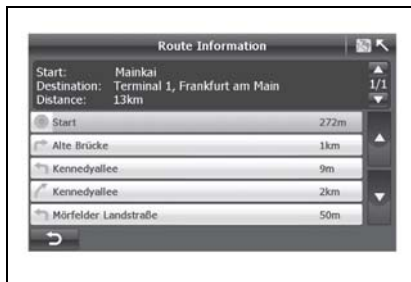 Route Information
Start: Mainkai
Destination: Terminal 1, Frankfurt am Main
Distance: 13km
1/1
Start 272m
Alte Brücke 1km
Kennedyallee 9m
Kennedyallee 2km
Mörfelder Landstraße 50m